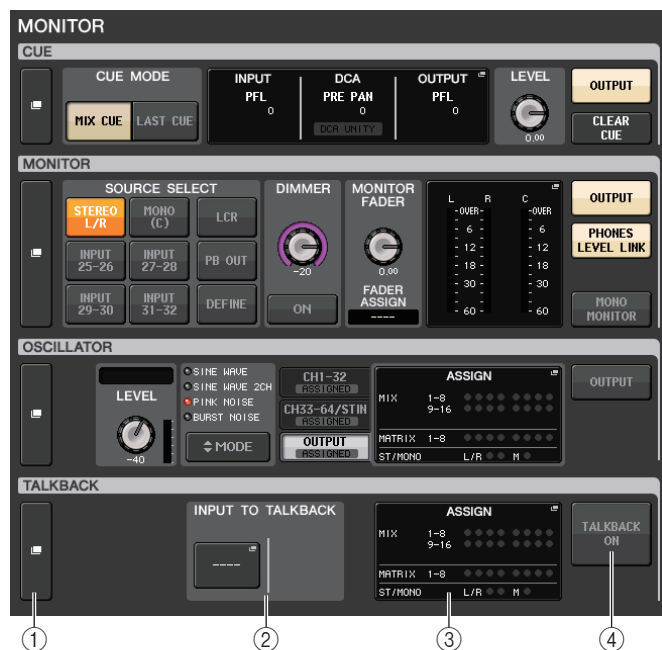 MONITOR
CUE
CUE MODE
MIX CUE
LAST CUE
INPUT
PFL
0
DCA
PRE PAN
0
DCA UNITY
OUTPUT
PFL
0
LEVEL
0.00
OUTPUT
CLEAR
CUE
MONITOR
SOURCE SELECT
STEREO
L/R
MONO
(C)
LCR
INPUT
25-26
INPUT
27-28
PB OUT
INPUT
29-30
INPUT
31-32
DEFINE
DIMMER
-20
ON
MONITOR
FADER
0.00
FADER
ASSIGN
----
L R C
-OVER- -OVER
- 6 - - 6
- 12 - - 12
- 18 - - 18
- 30 - - 30
- 60 - - 60
OUTPUT
PHONES
LEVEL LINK
MONO
MONITOR
OSCILLATOR
LEVEL
-40
SINE WAVE
SINE WAVE 2CH
PINK NOISE
BURST NOISE
MODE
CH1-32
ASSIGNED
CH33-64/STIN
ASSIGNED
OUTPUT
ASSIGNED
ASSIGN
MIX 1-8
9-16
MATRIX 1-8
ST/MONO L/R M
OUTPUT
TALKBACK
INPUT TO TALKBACK
----
ASSIGN
MIX 1-8
9-16
MATRIX 1-8
ST/MONO L/R M
TALKBACK
ON
① ② ③ ④